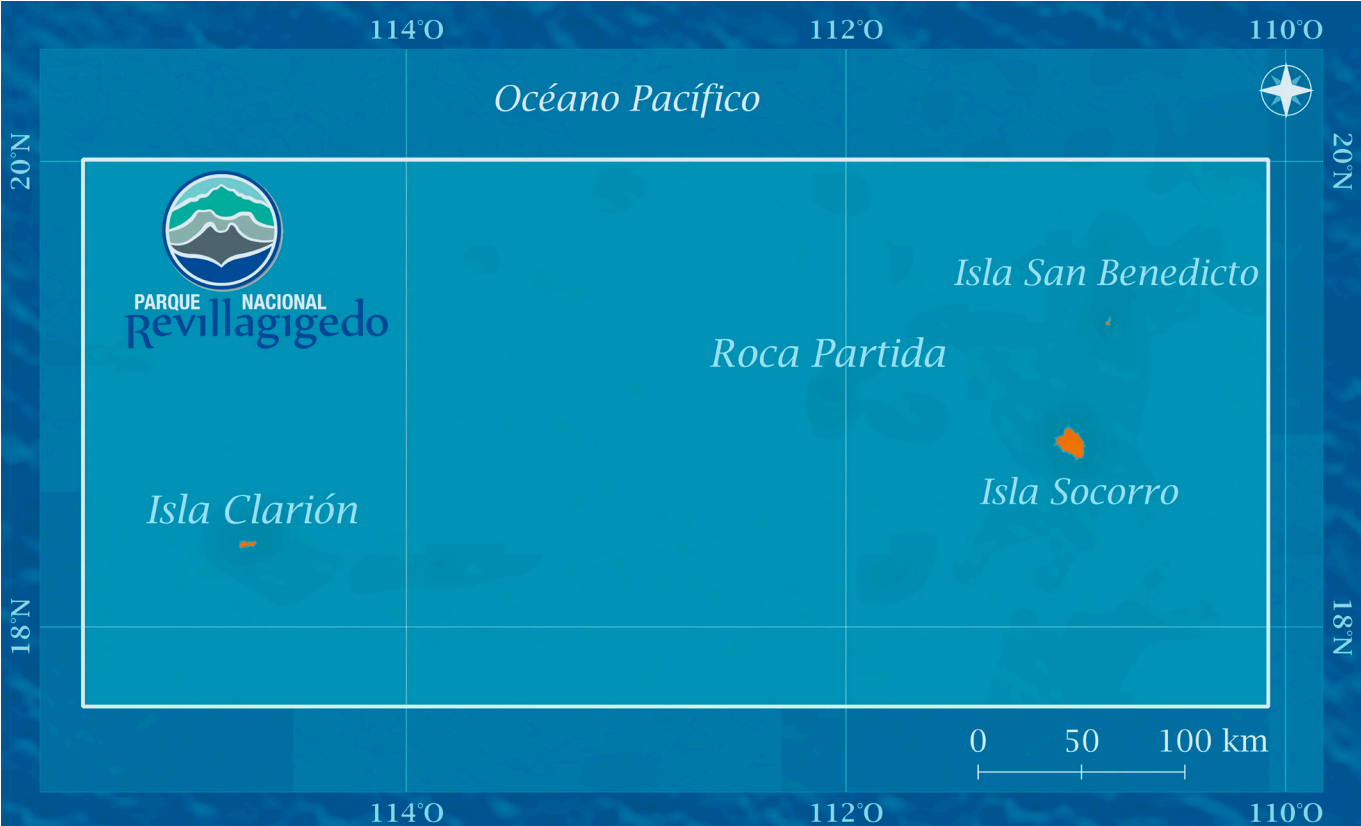 114°O 112°O 110°O
Océano Pacífico
20°N 20°N
PARQUE NACIONAL
Revillagigedo
Isla San Benedicto
Roca Partida
Isla Clarión
Isla Socorro
18°N 18°N
0 50 100 km
114°O 112°O 110°O